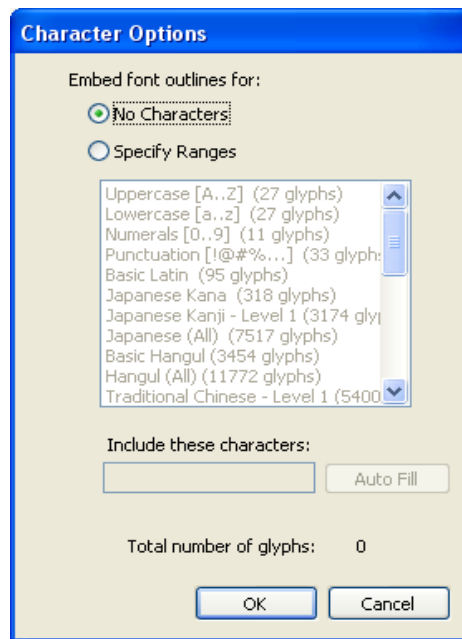 Character Options
Embed font outlines for:
No Characters
Specify Ranges
Uppercase [A..Z] (27 glyphs)
Lowercase [a..z] (27 glyphs)
Numerals [0..9] (11 glyphs)
Punctuation [!@#%...] (33 glyphs
Basic Latin (95 glyphs)
Japanese Kana (318 glyphs)
Japanese Kanji - Level 1 (3174 gly
Japanese (All) (7517 glyphs)
Basic Hangul (3454 glyphs)
Hangul (All) (11772 glyphs)
Traditional Chinese - Level 1 (5400
Include these characters:
Auto Fill
Total number of glyphs: 0
OK Cancel